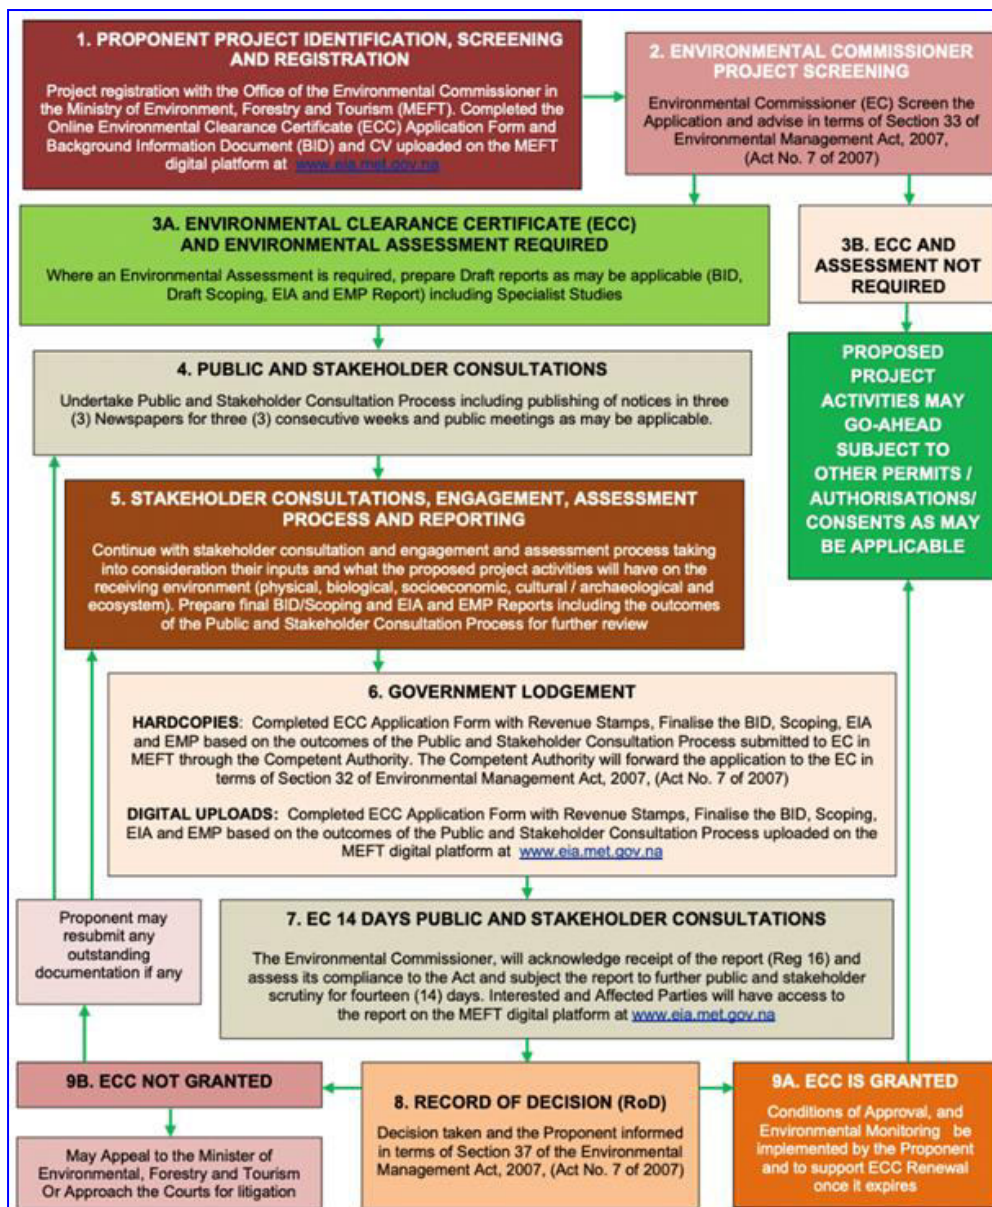 1. PROPONENT PROJECT IDENTIFICATION, SCREENING
AND REGISTRATION
Project registration with the Office of the Environmental Commissioner in
the Ministry of Environment, Forestry and Tourism (MEFT). Completed the
Online Environmental Clearance Certificate (ECC) Application Form and
Background Information Document (BID) and CV uploaded on the MEFT
digital platform at www.eia.met.gov.na
2. ENVIRONMENTAL COMMISSIONER
PROJECT SCREENING
Environmental Commissioner (EC) Screen the
Application and advise in terms of Section 33 of
Environmental Management Act, 2007,
(Act No. 7 of 2007)
3A. ENVIRONMENTAL CLEARANCE CERTIFICATE (ECC)
AND ENVIRONMENTAL ASSESSMENT REQUIRED
Where an Environmental Assessment is required, prepare Draft reports as may be applicable (BID,
Draft Scoping, EIA and EMP Report) including Specialist Studies
3B. ECC AND
ASSESSMENT NOT
REQUIRED
4. PUBLIC AND STAKEHOLDER CONSULTATIONS
Undertake Public and Stakeholder Consultation Process including publishing of notices in three
(3) Newspapers for three (3) consecutive weeks and public meetings as may be applicable.
PROPOSED
PROJECT
ACTIVITIES MAY
GO-AHEAD
SUBJECT TO
OTHER PERMITS /
AUTHORISATIONS/
CONSENTS AS MAY
BE APPLICABLE
5. STAKEHOLDER CONSULTATIONS, ENGAGEMENT, ASSESSMENT
PROCESS AND REPORTING
Continue with stakeholder consultation and engagement and assessment process taking
into consideration their inputs and what the proposed project activities will have on the
receiving environment (physical, biological, socioeconomic, cultural / archaeological and
ecosystem). Prepare final BID/Scoping and EIA and EMP Reports including the outcomes
of the Public and Stakeholder Consultation Process for further review
6. GOVERNMENT LODGEMENT
HARDCOPIES: Completed ECC Application Form with Revenue Stamps, Finalise the BID, Scoping, EIA
and EMP based on the outcomes of the Public and Stakeholder Consultation Process submitted to EC in
MEFT through the Competent Authority. The Competent Authority will forward the application to the EC in
terms of Section 32 of Environmental Management Act, 2007, (Act No. 7 of 2007)
DIGITAL UPLOADS: Completed ECC Application Form with Revenue Stamps, Finalise the BID, Scoping,
EIA and EMP based on the outcomes of the Public and Stakeholder Consultation Process uploaded on the
MEFT digital platform at www.eia.met.gov.na
Proponent may
resubmit any
outstanding
documentation if any
7. EC 14 DAYS PUBLIC AND STAKEHOLDER CONSULTATIONS
The Environmental Commissioner, will acknowledge receipt of the report (Reg 16) and
assess its compliance to the Act and subject the report to further public and stakeholder
scrutiny for fourteen (14) days. Interested and Affected Parties will have access to
the report on the MEFT digital platform at www.eia.met.gov.na
9B. ECC NOT GRANTED
May Appeal to the Minister of
Environmental, Forestry and Tourism
Or Approach the Courts for litigation
8. RECORD OF DECISION (RoD)
Decision taken and the Proponent informed
in terms of Section 37 of the Environmental
Management Act, 2007, (Act No. 7 of 2007)
9A. ECC IS GRANTED
Conditions of Approval, and
Environmental Monitoring be
implemented by the Proponent
and to support ECC Renewal
once it expires